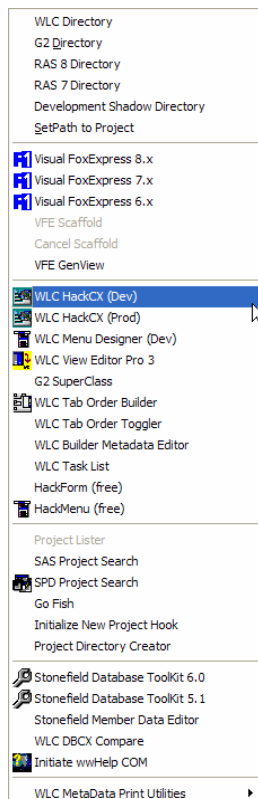 WLC Directory
G2 Directory
RAS 8 Directory
RAS 7 Directory
Development Shadow Directory
SetPath to Project
Visual FoxExpress 8.x
Visual FoxExpress 7.x
Visual FoxExpress 6.x
VFE Scaffold
Cancel Scaffold
VFE GenView
WLC HackCX (Dev)
WLC HackCX (Prod)
WLC Menu Designer (Dev)
WLC View Editor Pro 3
G2 SuperClass
WLC Tab Order Builder
WLC Tab Order Toggler
WLC Builder Metadata Editor
WLC Task List
HackForm (free)
HackMenu (free)
Project Lister
SAS Project Search
SPD Project Search
Go Fish
Initialize New Project Hook
Project Directory Creator
Stonefield Database ToolKit 6.0
Stonefield Database ToolKit 5.1
Stonefield Member Data Editor
WLC DBCX Compare
Initiate wwHelp COM
WLC MetaData Print Utilities